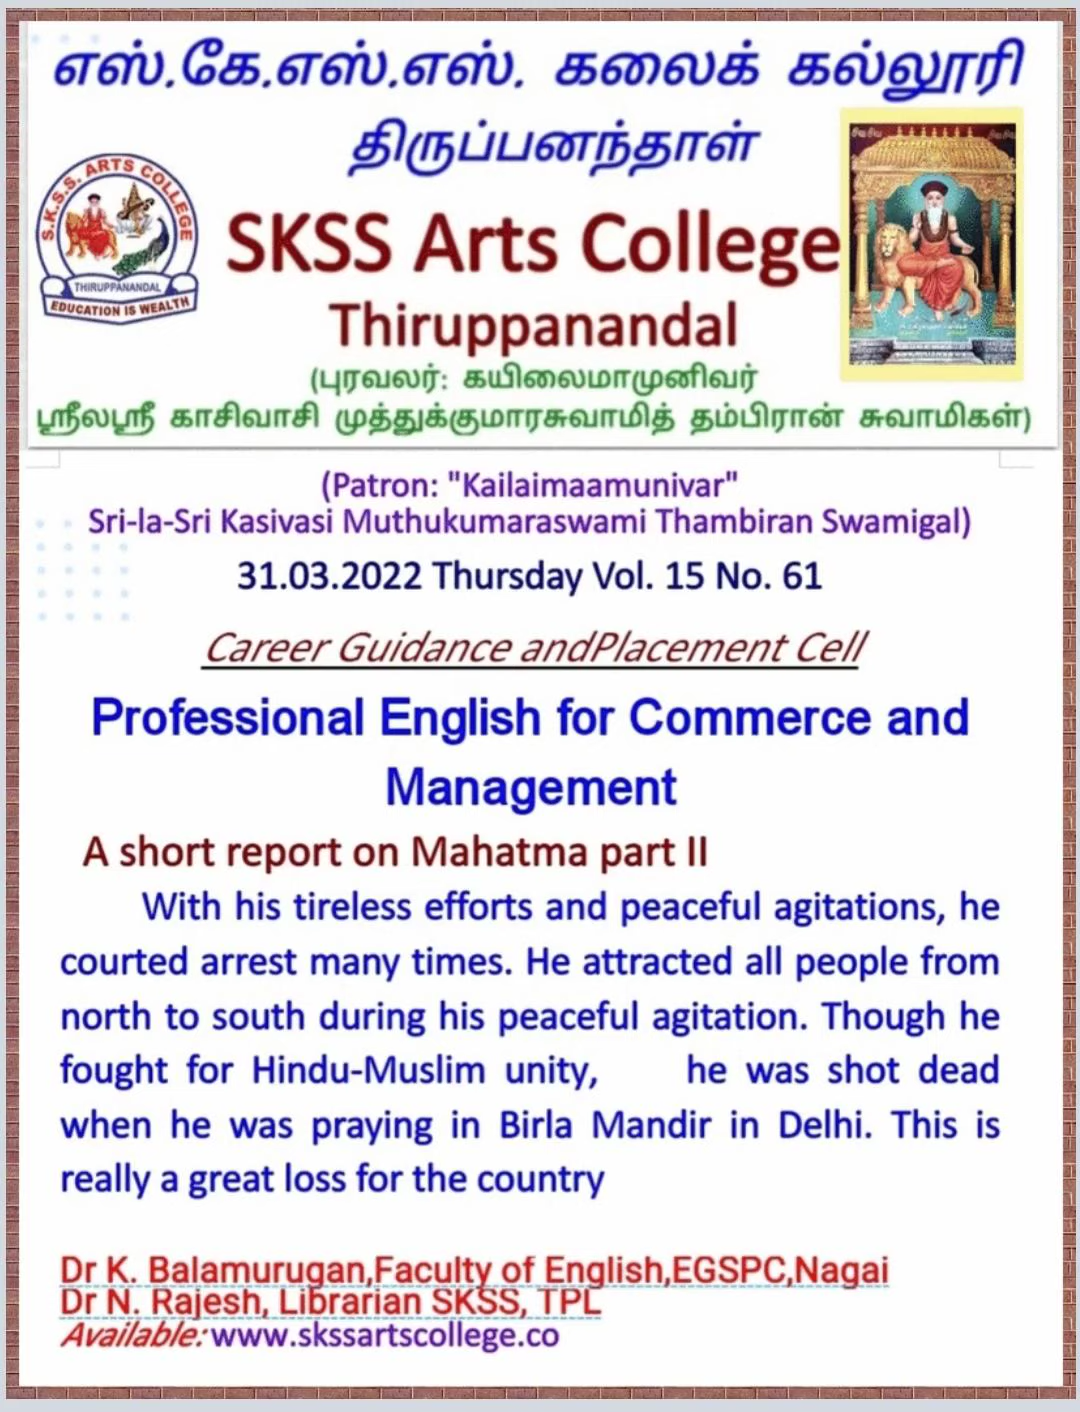 எஸ்.கே.எஸ்.எஸ். கலைக் கல்லூரி
திருப்பனந்தாள்
S.K.S.S. ARTS COLLEGE
THIRUPPANANDAL
EDUCATION IS WEALTH
SKSS Arts College
Thiruppanandal
(புரவலர்: கயிலைமாமுனிவர்
ஸ்ரீலஸ்ரீ காசிவாசி முத்துக்குமாரசுவாமித் தம்பிரான் சுவாமிகள்)
(Patron: "Kailaimaamunivar"
Sri-la-Sri Kasivasi Muthukumaraswami Thambiran Swamigal)
31.03.2022 Thursday Vol. 15 No. 61
Career Guidance andPlacement Cell
Professional English for Commerce and
Management
A short report on Mahatma part II
With his tireless efforts and peaceful agitations, he
courted arrest many times. He attracted all people from
north to south during his peaceful agitation. Though he
fought for Hindu-Muslim unity, he was shot dead
when he was praying in Birla Mandir in Delhi. This is
really a great loss for the country
Dr K. Balamurugan,Faculty of English,EGSPC,Nagai
Dr N. Rajesh, Librarian SKSS, TPL
Available:www.skssartscollege.co